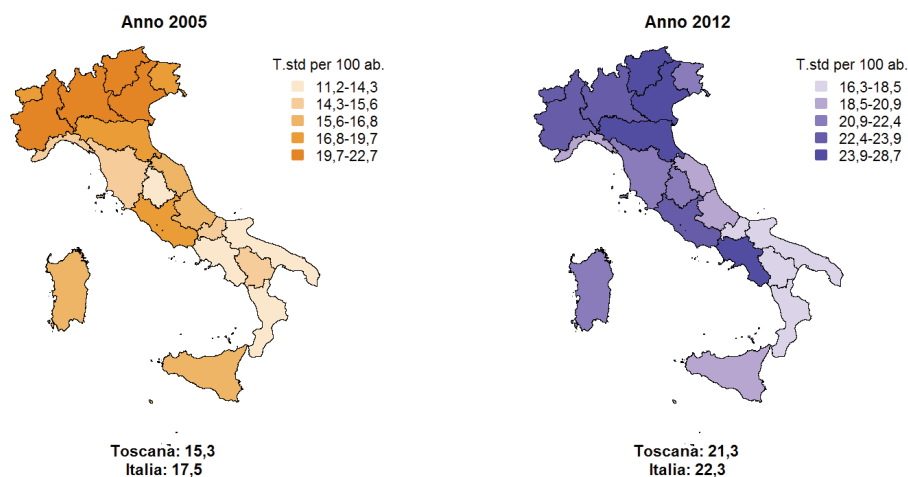 Anno 2005
T.std per 100 ab.
11,2-14,3
14,3-15,6
15,6-16,8
16,8-19,7
19,7-22,7
Toscana: 15,3
Italia: 17,5
Anno 2012
T.std per 100 ab.
16,3-18,5
18,5-20,9
20,9-22,4
22,4-23,9
23,9-28,7
Toscana: 21,3
Italia: 22,3